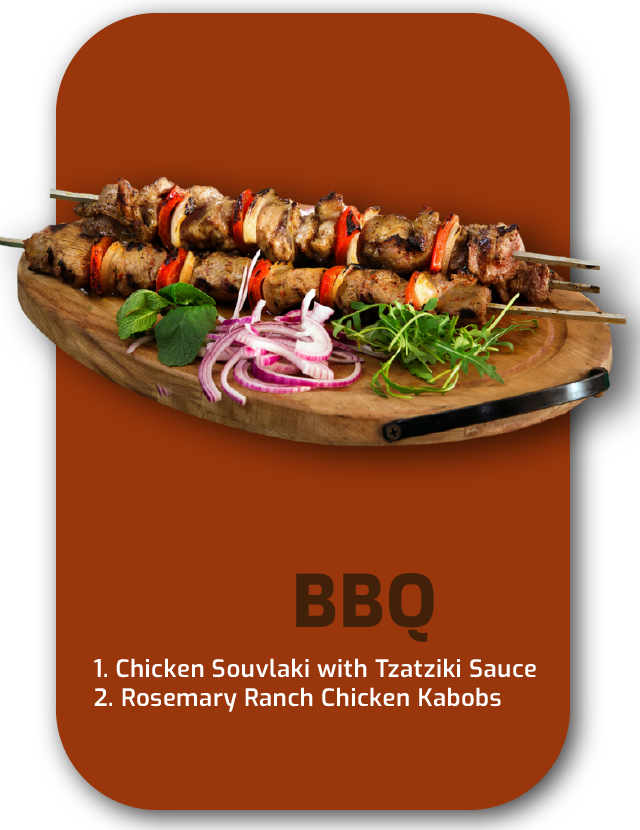 BBQ
1. Chicken Souvlaki with Tzatziki Sauce
2. Rosemary Ranch Chicken Kabobs